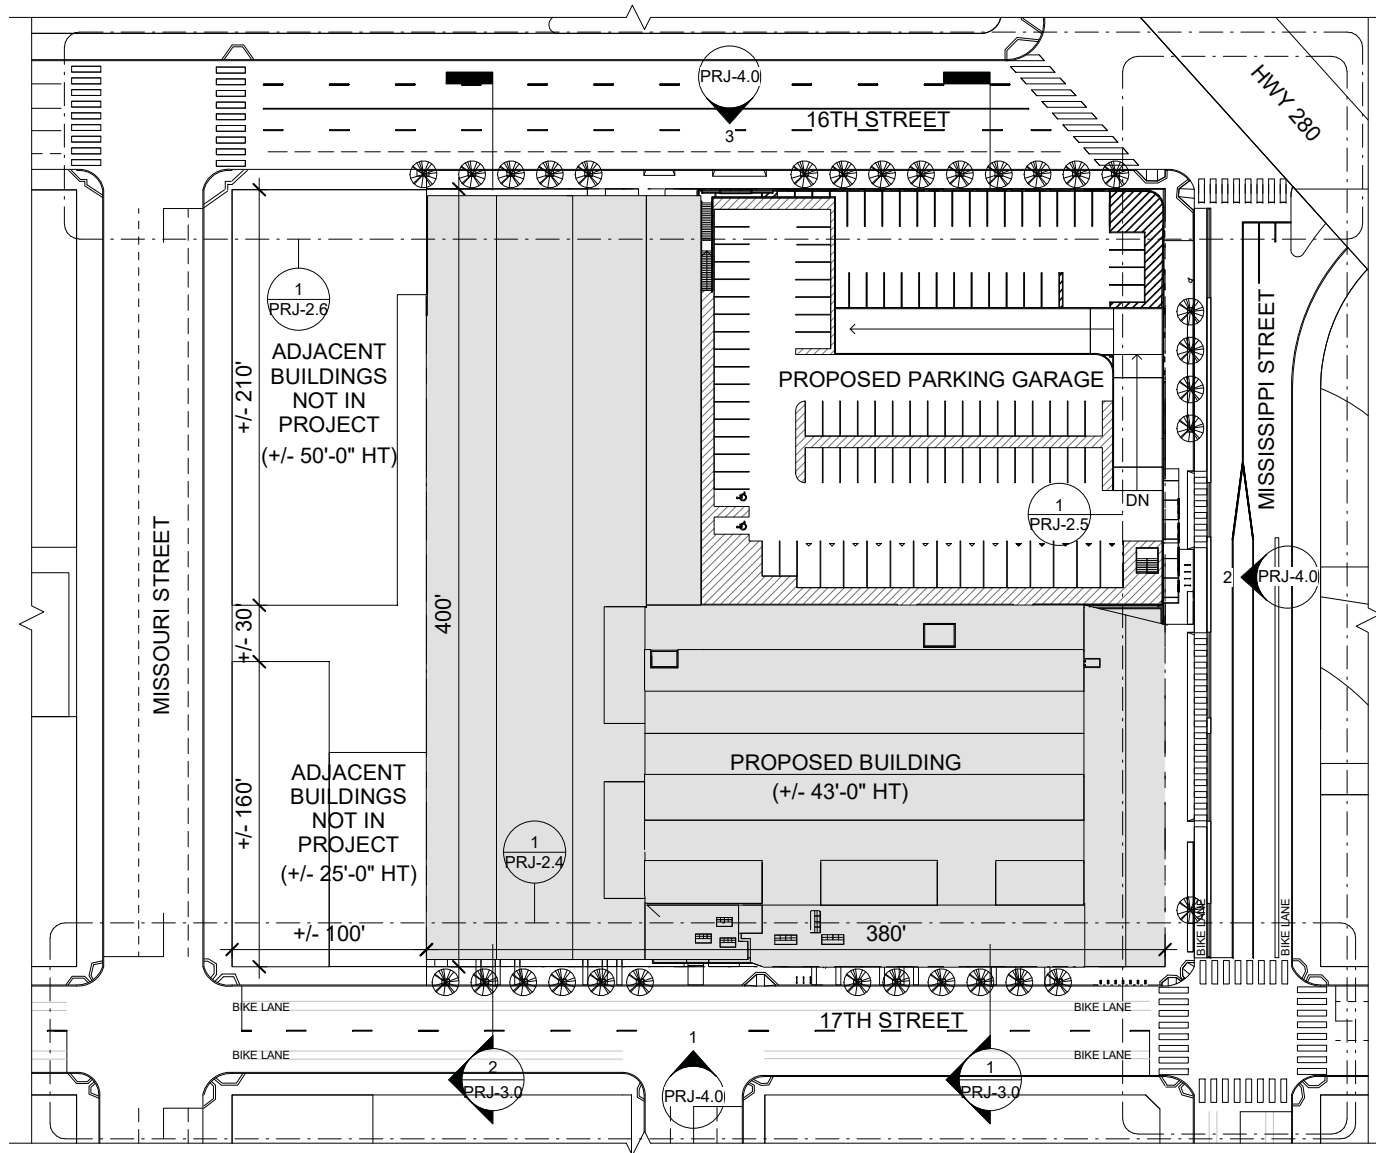 PRJ-4.0
3
16TH STREET
HWY 280
1
PRJ-2.6
ADJACENT
BUILDINGS
NOT IN
PROJECT
(+/- 50'-0" HT)
+/- 210'
PROPOSED PARKING GARAGE
MISSISSIPPI STREET
1
PRJ-2.5
DN
2
PRJ-4.0
MISSOURI STREET
+/- 30'
400'
PROPOSED BUILDING
(+/- 43'-0" HT)
ADJACENT
BUILDINGS
NOT IN
PROJECT
(+/- 25'-0" HT)
+/- 160'
1
PRJ-2.4
+/- 100'
380'
BIKE LANE
BIKE LANE
BIKE LANE
17TH STREET
BIKE LANE
BIKE LANE
BIKE LANE
2
PRJ-3.0
1
PRJ-4.0
1
PRJ-3.0